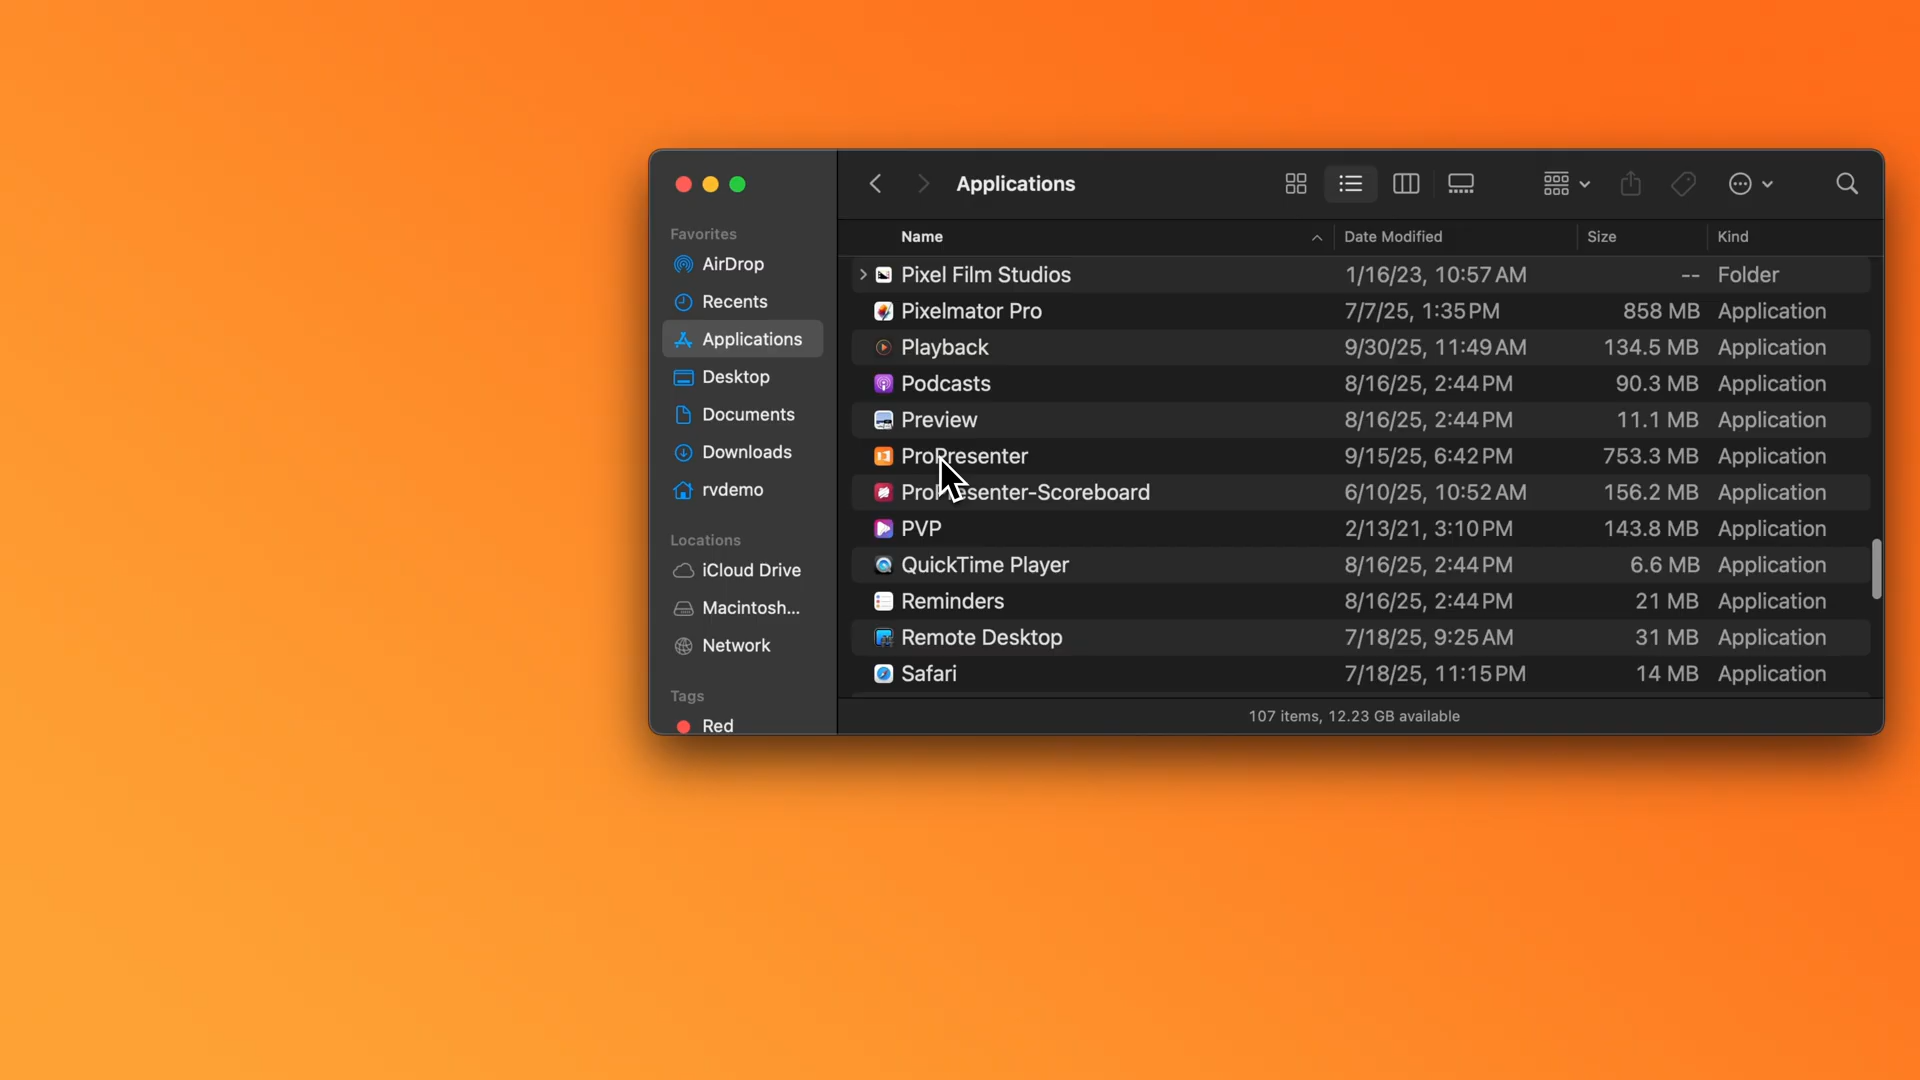 Applications
Favorites
AirDrop
Recents
Applications
Desktop
Documents
Downloads
rvdemo
Locations
iCloud Drive
Macintosh...
Network
Tags
Red
Name Date Modified Size Kind
Pixel Film Studios 1/16/23, 10:57 AM -- Folder
Pixelmator Pro 7/7/25, 1:35 PM 858 MB Application
Playback 9/30/25, 11:49 AM 134.5 MB Application
Podcasts 8/16/25, 2:44 PM 90.3 MB Application
Preview 8/16/25, 2:44 PM 11.1 MB Application
ProPresenter 9/15/25, 6:42 PM 753.3 MB Application
ProPresenter-Scoreboard 6/10/25, 10:52 AM 156.2 MB Application
PVP 2/13/21, 3:10 PM 143.8 MB Application
QuickTime Player 8/16/25, 2:44 PM 6.6 MB Application
Reminders 8/16/25, 2:44 PM 21 MB Application
Remote Desktop 7/18/25, 9:25 AM 31 MB Application
Safari 7/18/25, 11:15 PM 14 MB Application
107 items, 12.23 GB available